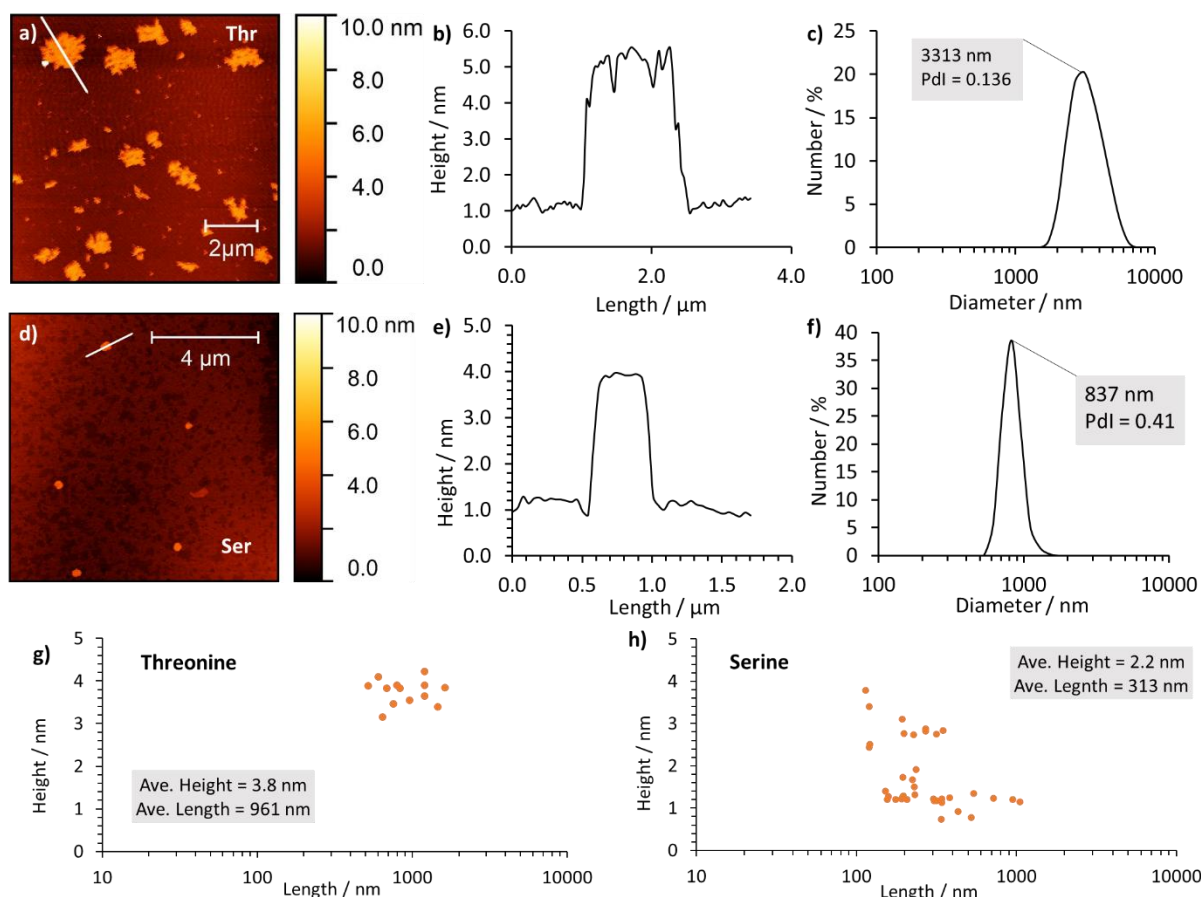 a)
Thr
2µm
10.0 nm
8.0
6.0
4.0
2.0
0.0
b)
Height / nm
6.0
5.0
4.0
3.0
2.0
1.0
0.0
0.0 2.0 4.0
Length / µm
c)
Number / %
25
20
15
10
5
0
3313 nm
PdI = 0.136
100 1000 10000
Diameter / nm
d)
4 µm
Ser
10.0 nm
8.0
6.0
4.0
2.0
0.0
e)
Height / nm
5.0
4.0
3.0
2.0
1.0
0.0
0.0 0.5 1.0 1.5 2.0
Length / µm
f)
Number / %
40
35
30
25
20
15
10
5
0
837 nm
PdI = 0.41
100 1000 10000
Diameter / nm
g)
Threonine
Height / nm
5
4
3
2
1
0
Ave. Height = 3.8 nm
Ave. Length = 961 nm
10 100 1000 10000
Length / nm
h)
Serine
Height / nm
5
4
3
2
1
0
Ave. Height = 2.2 nm
Ave. Legnth = 313 nm
10 100 1000 10000
Length / nm